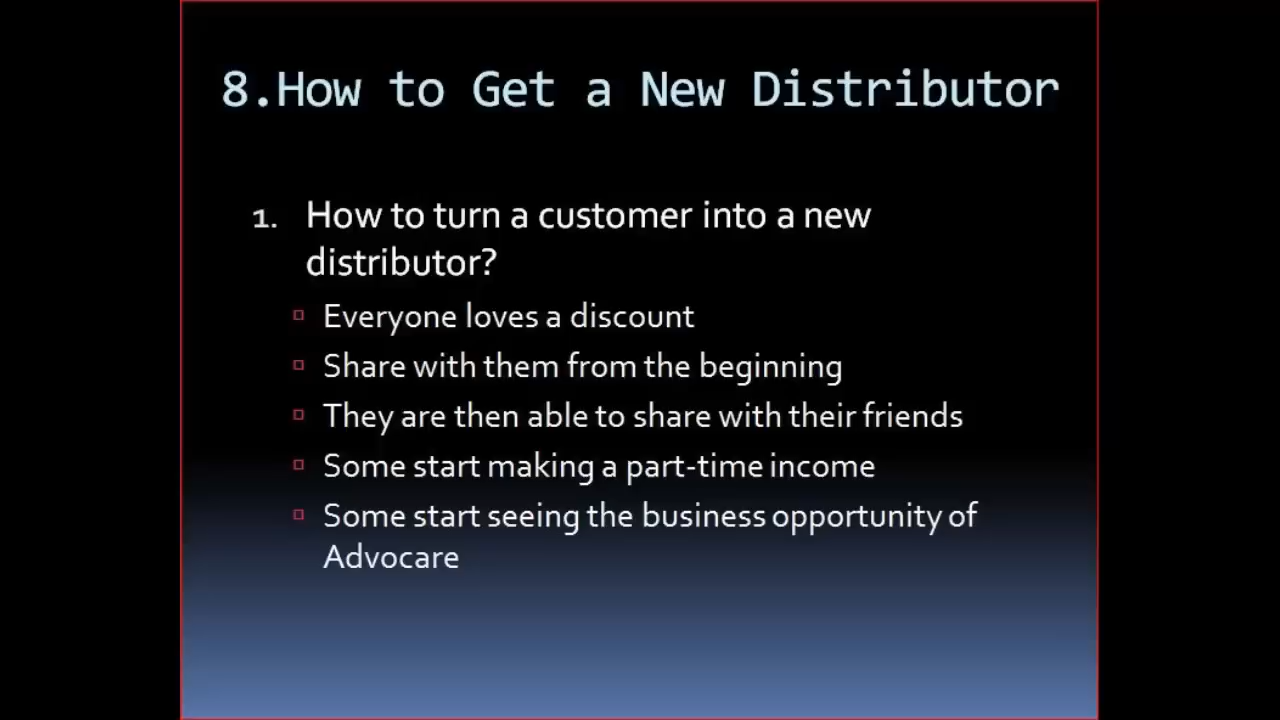 8.How to Get a New Distributor
1. How to turn a customer into a new
distributor?
Everyone loves a discount
Share with them from the beginning
They are then able to share with their friends
Some start making a part-time income
Some start seeing the business opportunity of
Advocare